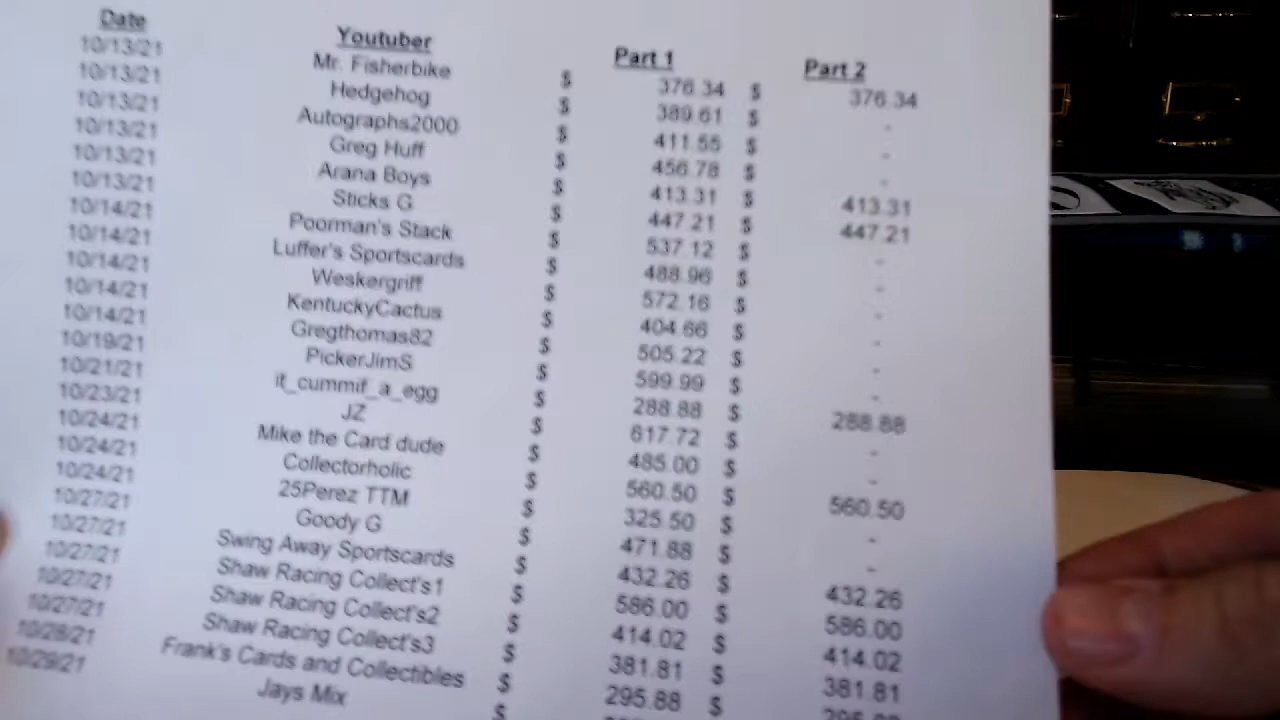 Date Youtuber Part 1 Part 2
10/13/21 Mr. Fisherbike $ 376.34 $ 376.34
10/13/21 Hedgehog $ 389.61 $ -
10/13/21 Autographs2000 $ 411.55 $ -
10/13/21 Greg Huff $ 456.78 $ -
10/13/21 Arana Boys $ 413.31 $ 413.31
10/13/21 Sticks G $ 447.21 $ 447.21
10/14/21 Poorman's Stack $ 537.12 $ -
10/14/21 Luffer's Sportscards $ 488.96 $ -
10/14/21 Weskergriff $ 572.16 $ -
10/14/21 KentuckyCactus $ 404.66 $ -
10/14/21 Gregthomas82 $ 505.22 $ -
10/19/21 PickerJimS $ 599.99 $ -
10/21/21 it_cummif_a_egg $ 288.88 $ 288.88
10/23/21 JZ $ 617.72 $ -
10/24/21 Mike the Card dude $ 485.00 $ -
10/24/21 Collectorholic $ 560.50 $ 560.50
10/24/21 25Perez TTM $ 325.50 $ -
10/27/21 Goody G $ 471.88 $ -
10/27/21 Swing Away Sportscards $ 432.26 $ 432.26
10/27/21 Shaw Racing Collect's1 $ 586.00 $ 586.00
10/27/21 Shaw Racing Collect's2 $ 414.02 $ 414.02
10/27/21 Shaw Racing Collect's3 $ 381.81 $ 381.81
10/28/21 Frank's Cards and Collectibles $ 295.88 $
10/29/21 Jays Mix $